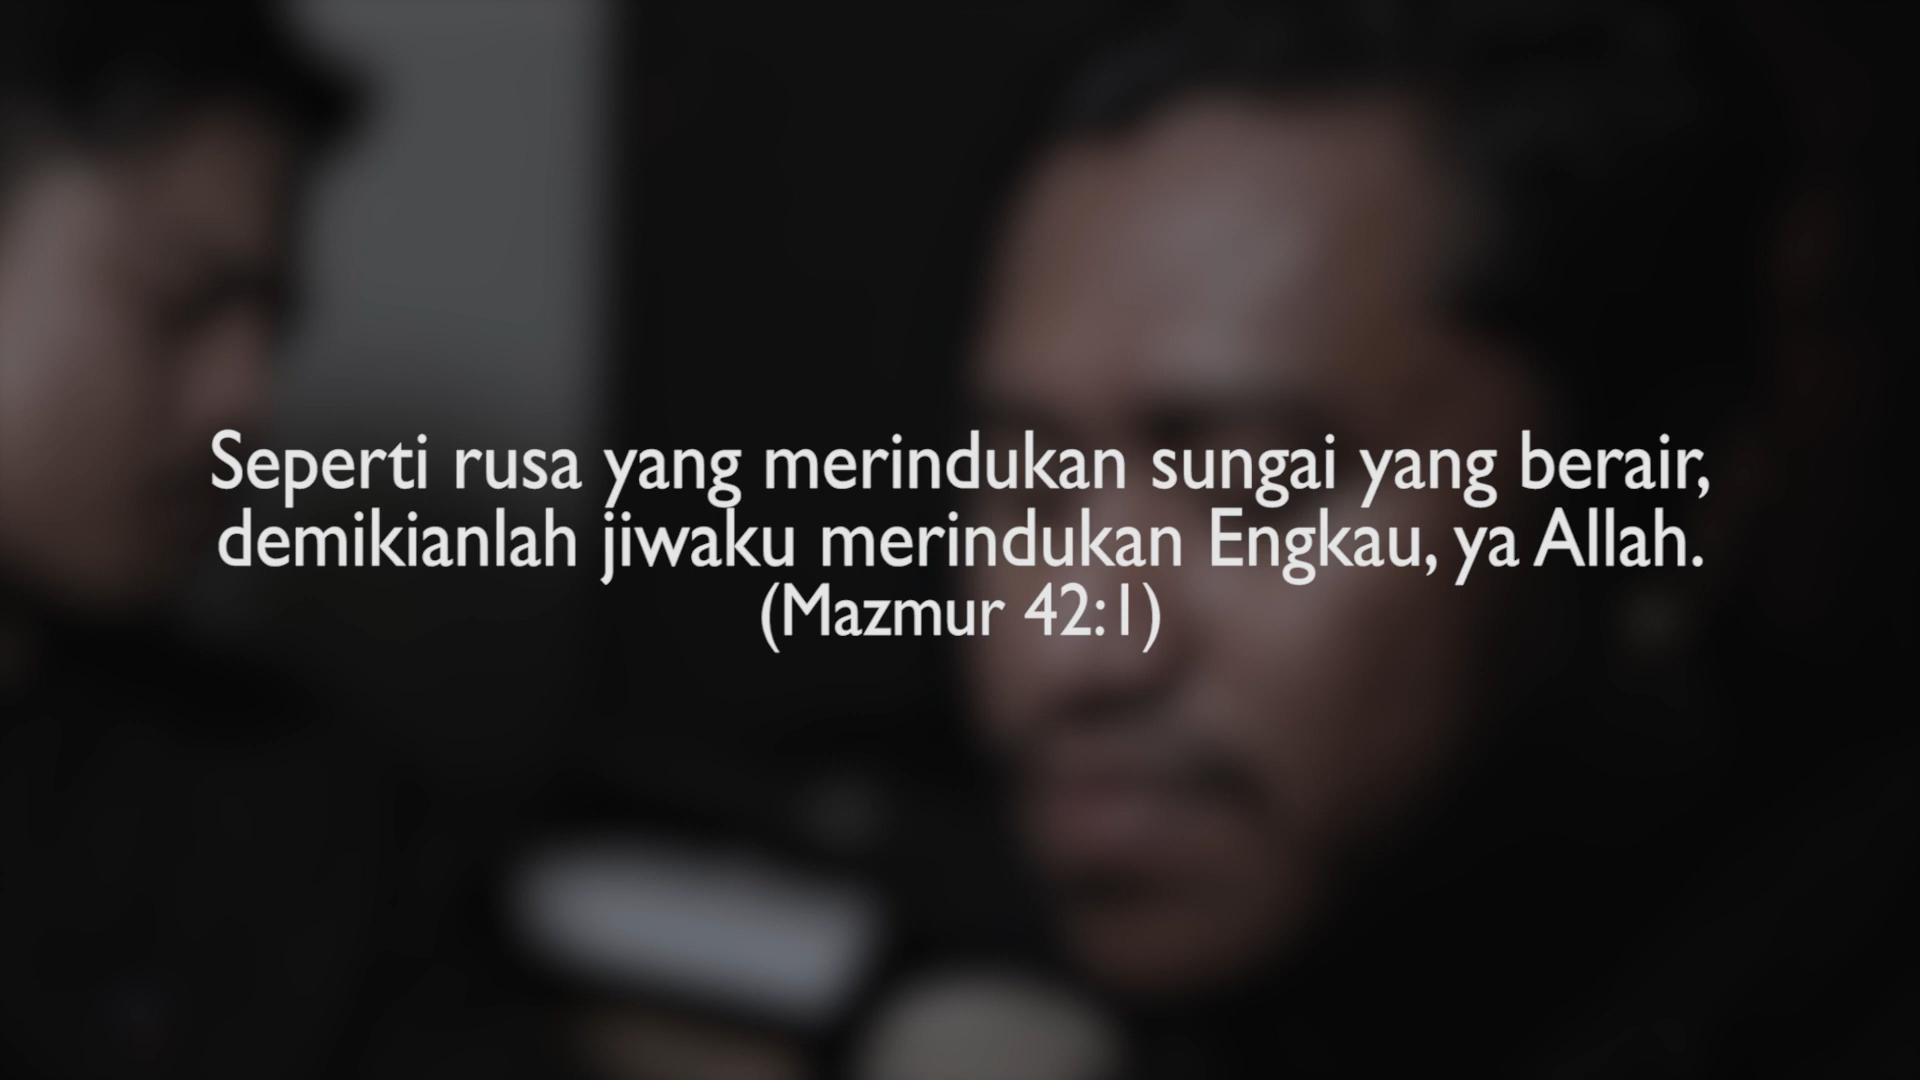 Seperti rusa yang merindukan sungai yang berair,
demikianlah jiwaku merindukan Engkau, ya Allah.
(Mazmur 42:1)